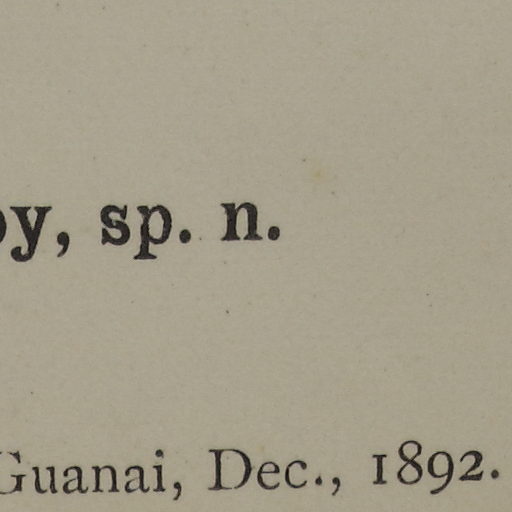 sp. n.
Guanai, Dec., 1892.